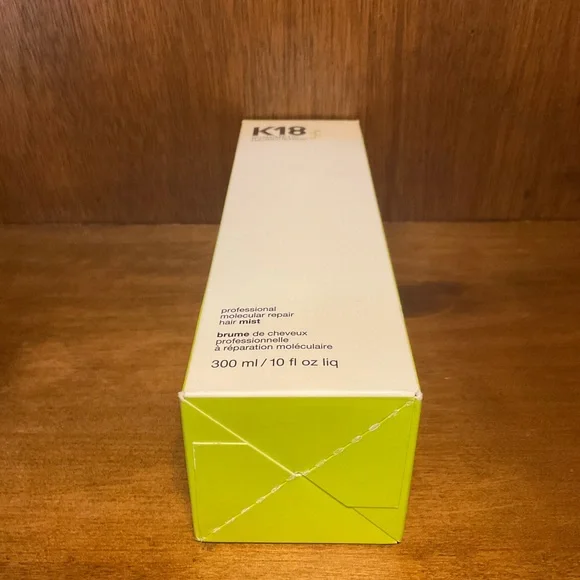 K18
professional
molecular repair
hair mist
brume de cheveux
professionnelle
à réparation moléculaire
300 ml / 10 fl oz liq